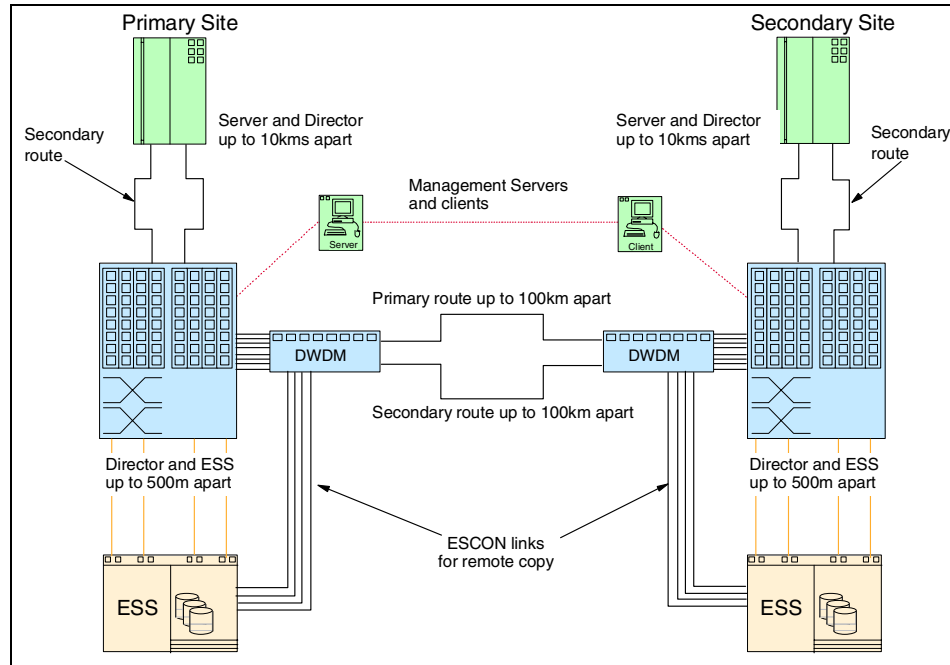 Primary Site
Secondary Site
Server and Director
up to 10kms apart
Secondary
route
Server and Director
up to 10kms apart
Secondary
route
Management Servers
and clients
Server
Client
Primary route up to 100km apart
DWDM
DWDM
Secondary route up to 100km apart
Director and ESS
up to 500m apart
Director and ESS
up to 500m apart
ESCON links
for remote copy
ESS
ESS